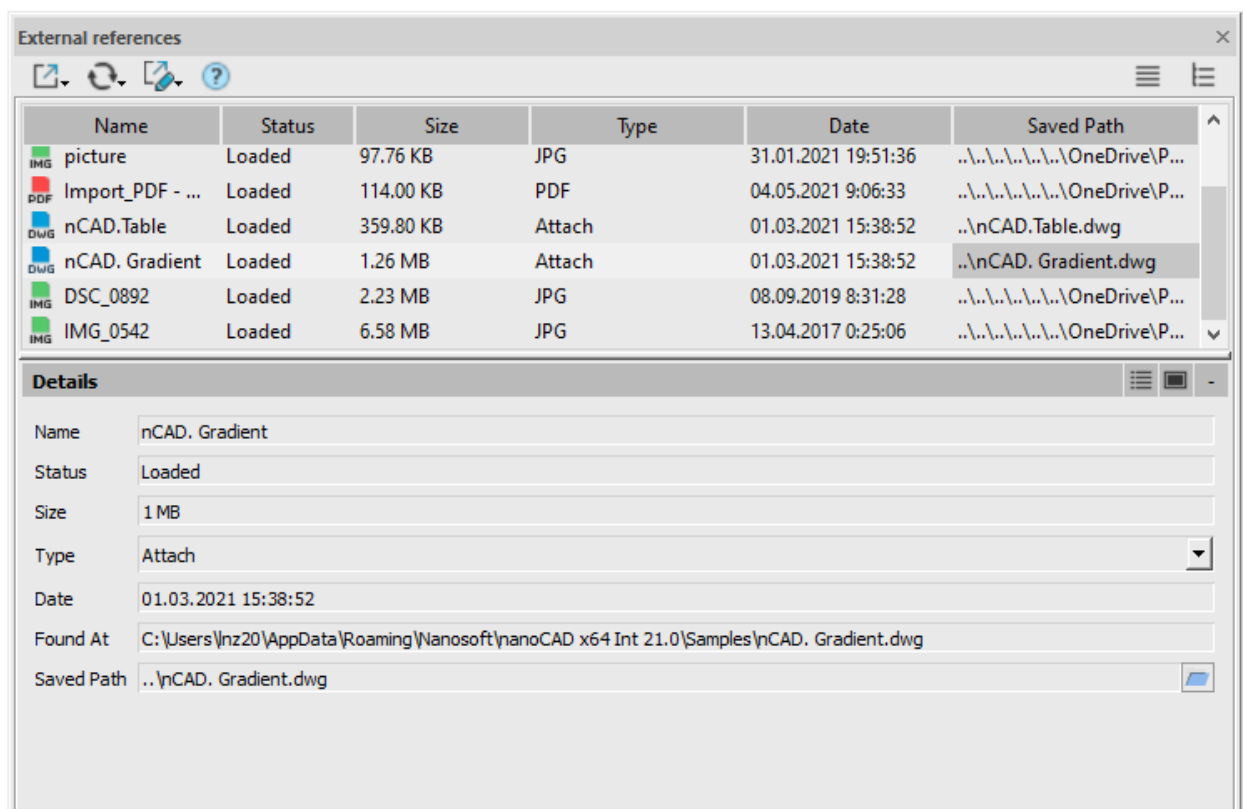 External references
Name Status Size Type Date Saved Path
IMG picture Loaded 97.76 KB JPG 31.01.2021 19:51:36 ..\..\..\..\..\..\OneDrive\P...
PDF Import_PDF - ... Loaded 114.00 KB PDF 04.05.2021 9:06:33 ..\..\..\..\..\..\OneDrive\P...
DWG nCAD.Table Loaded 359.80 KB Attach 01.03.2021 15:38:52 ..\nCAD.Table.dwg
DWG nCAD. Gradient Loaded 1.26 MB Attach 01.03.2021 15:38:52 ..\nCAD. Gradient.dwg
IMG DSC_0892 Loaded 2.23 MB JPG 08.09.2019 8:31:28 ..\..\..\..\..\..\OneDrive\P...
IMG IMG_0542 Loaded 6.58 MB JPG 13.04.2017 0:25:06 ..\..\..\..\..\..\OneDrive\P...
Details -
Name nCAD. Gradient
Status Loaded
Size 1 MB
Type Attach
Date 01.03.2021 15:38:52
Found At C:\Users\lnz20\AppData\Roaming\Nanosoft\nanoCAD x64 Int 21.0\Samples\nCAD. Gradient.dwg
Saved Path ..\nCAD. Gradient.dwg